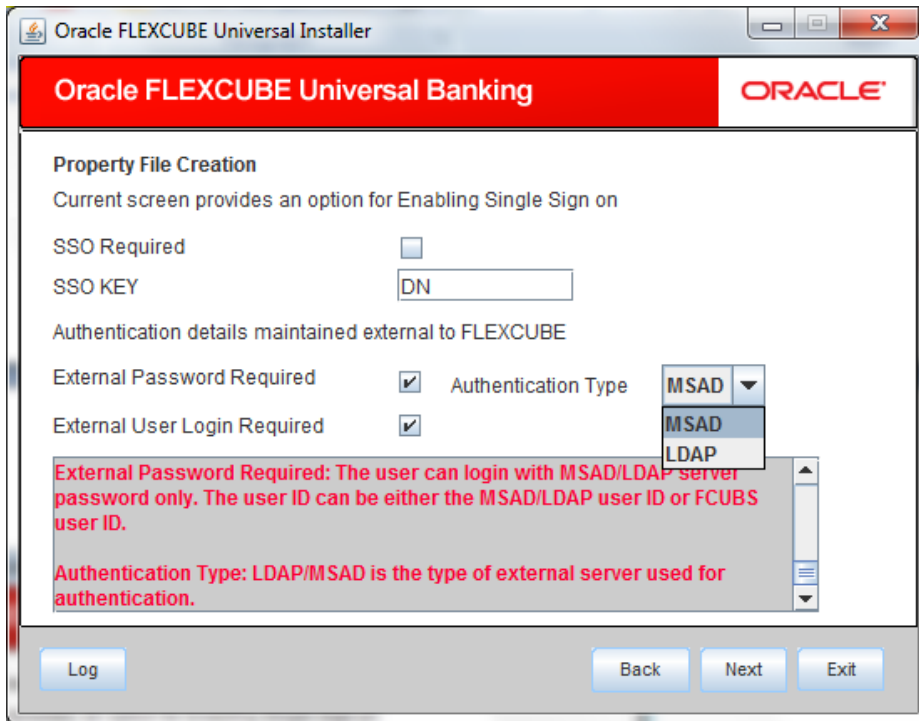 Oracle FLEXCUBE Universal Installer
Oracle FLEXCUBE Universal Banking
ORACLE
Property File Creation
Current screen provides an option for Enabling Single Sign on
SSO Required
SSO KEY DN
Authentication details maintained external to FLEXCUBE
External Password Required Authentication Type MSAD
External User Login Required MSAD
LDAP
External Password Required: The user can login with MSAD/LDAP server
password only. The user ID can be either the MSAD/LDAP user ID or FCUBS
user ID.
Authentication Type: LDAP/MSAD is the type of external server used for
authentication.
Log Back Next Exit